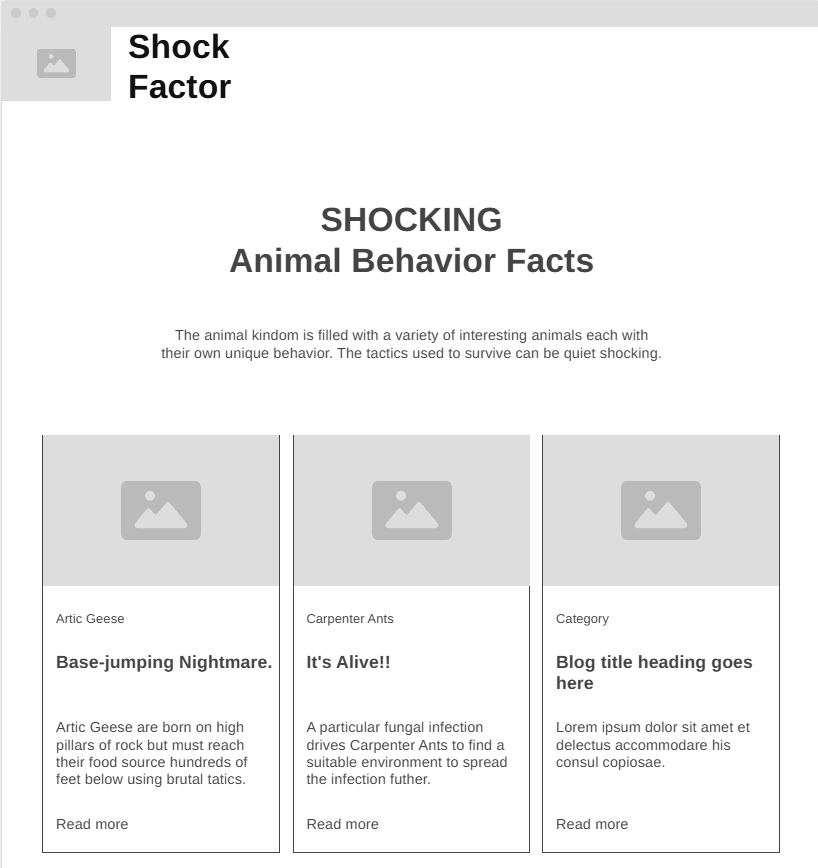 Shock
Factor
SHOCKING
Animal Behavior Facts
The animal kindom is filled with a variety of interesting animals each with
their own unique behavior. The tactics used to survive can be quiet shocking.
Artic Geese
Base-jumping Nightmare.
Artic Geese are born on high
pillars of rock but must reach
their food source hundreds of
feet below using brutal tatics.
Read more
Carpenter Ants
It's Alive!!
A particular fungal infection
drives Carpenter Ants to find a
suitable environment to spread
the infection futher.
Read more
Category
Blog title heading goes
here
Lorem ipsum dolor sit amet et
delectus accommodare his
consul copiosae.
Read more